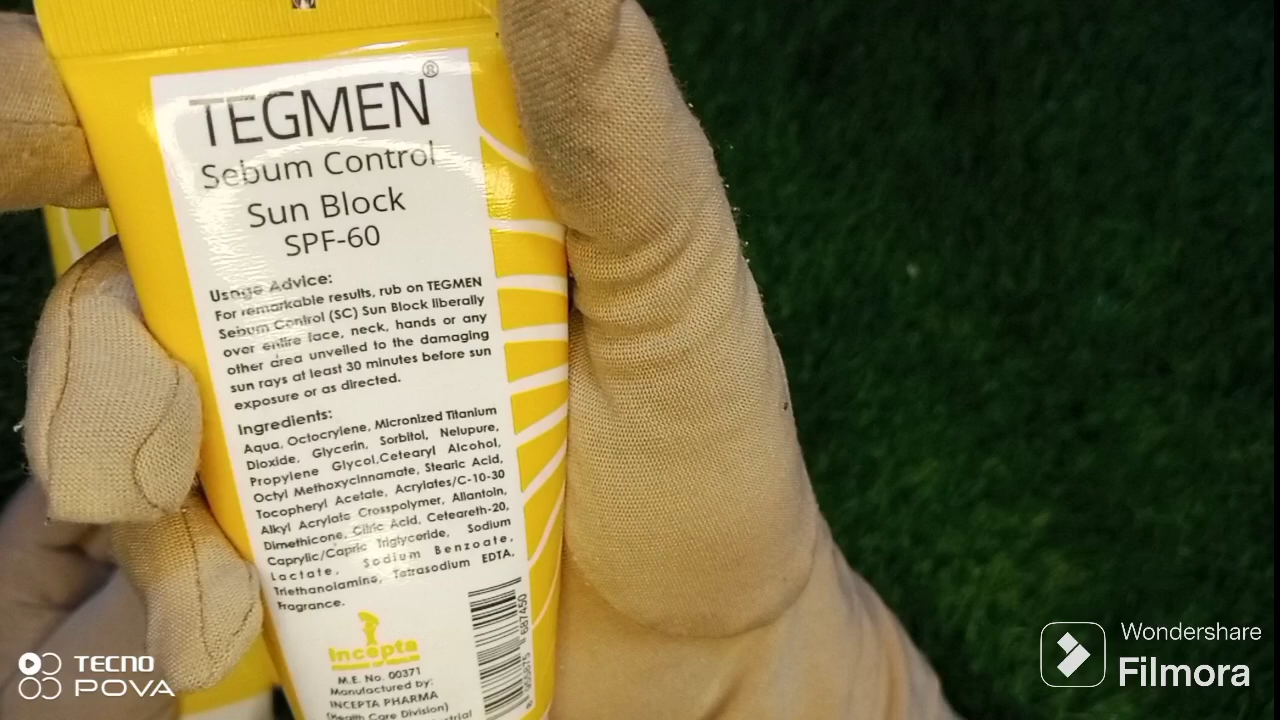 TEGMEN®
Sebum Control
Sun Block
SPF-60
Usage Advice:
For remarkable results, rub on TEGMEN
Sebum Control (SC) Sun Block liberally
over entire face, neck, hands or any
other area unveiled to the damaging
sun rays at least 30 minutes before sun
exposure or as directed.
Ingredients:
Aqua, Octocrylene, Micronized Titanium
Dioxide, Glycerin, Sorbitol, Nelupure,
Propylene Glycol,Cetearyl Alcohol,
Octyl Methoxycinnamate, Stearic Acid,
Tocopheryl Acetate, Acrylates/C-10-30
Alkyl Acrylate Crosspolymer, Allantoin,
Dimethicone, Citric Acid, Ceteareth-20,
Caprylic/Capric Triglyceride, Sodium
Lactate, Sodium Benzoate,
Triethanolamine, Tetrasodium EDTA,
Fragrance.
Incepta
M.E. No. 00371
Manufactured by:
INCEPTA PHARMA
(Health Care Division)
687450
TECNO
POVA
Wondershare
Filmora